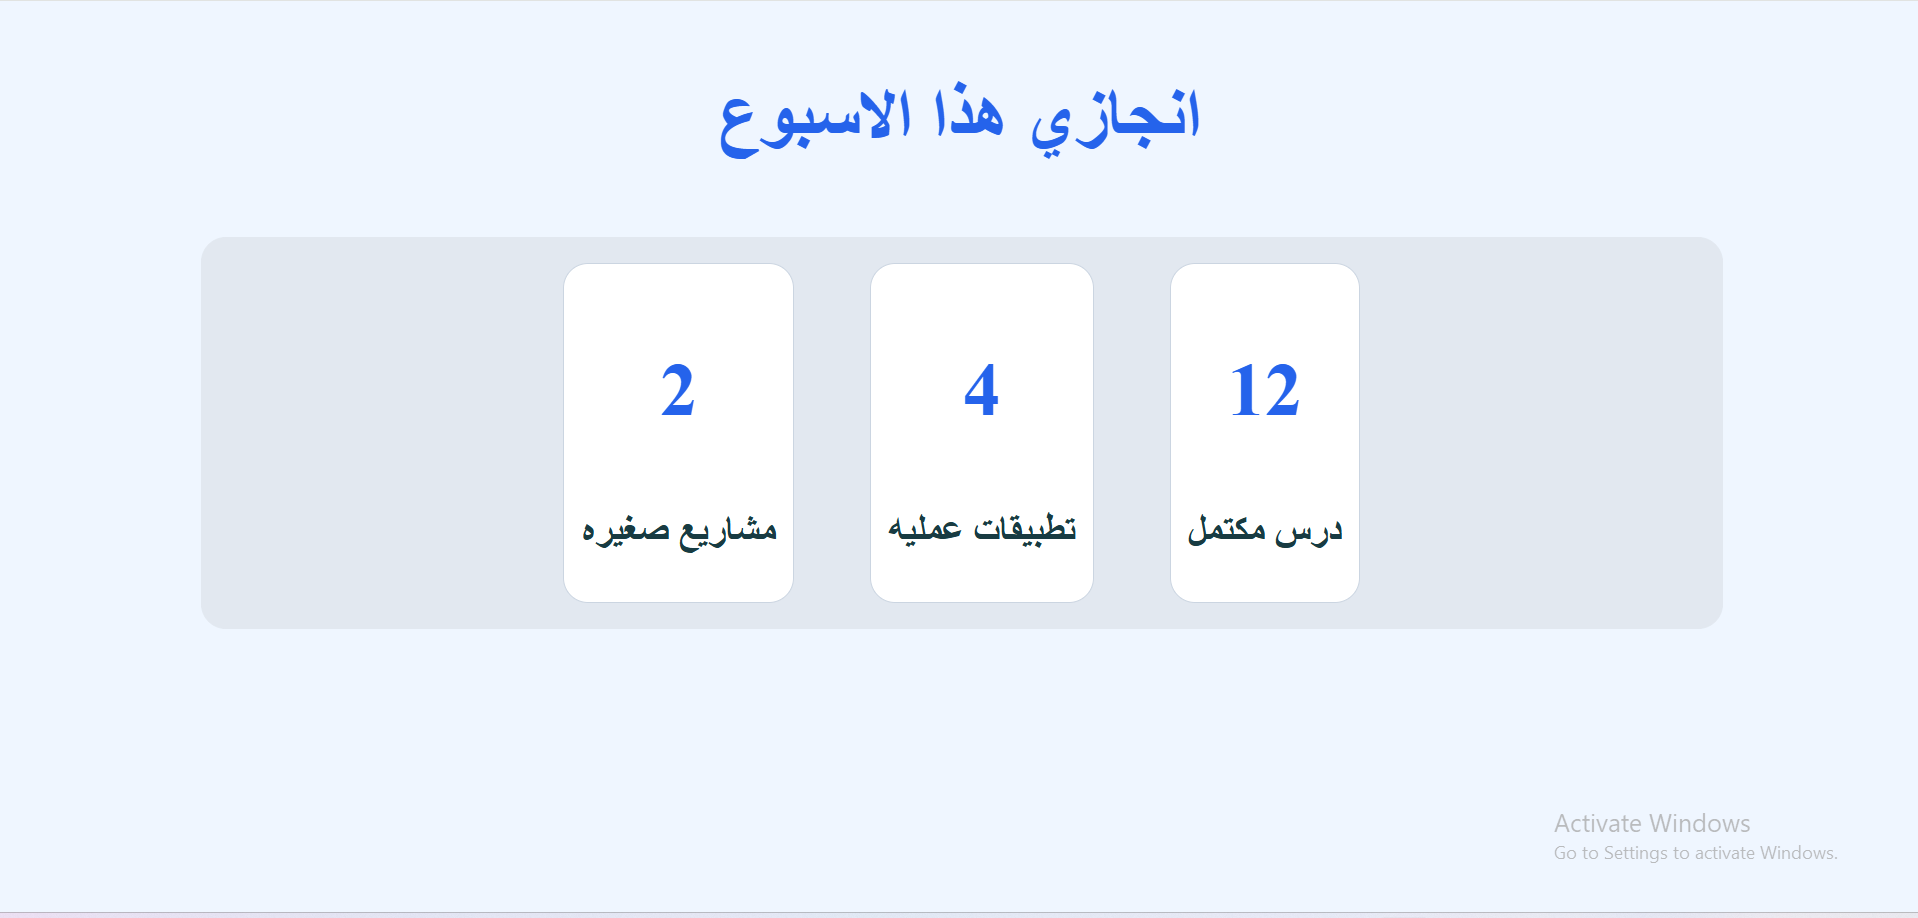 انجازي هذا الاسبوع
12
درس مكتمل
4
تطبيقات عمليه
2
مشاريع صغيره
Activate Windows
Go to Settings to activate Windows.